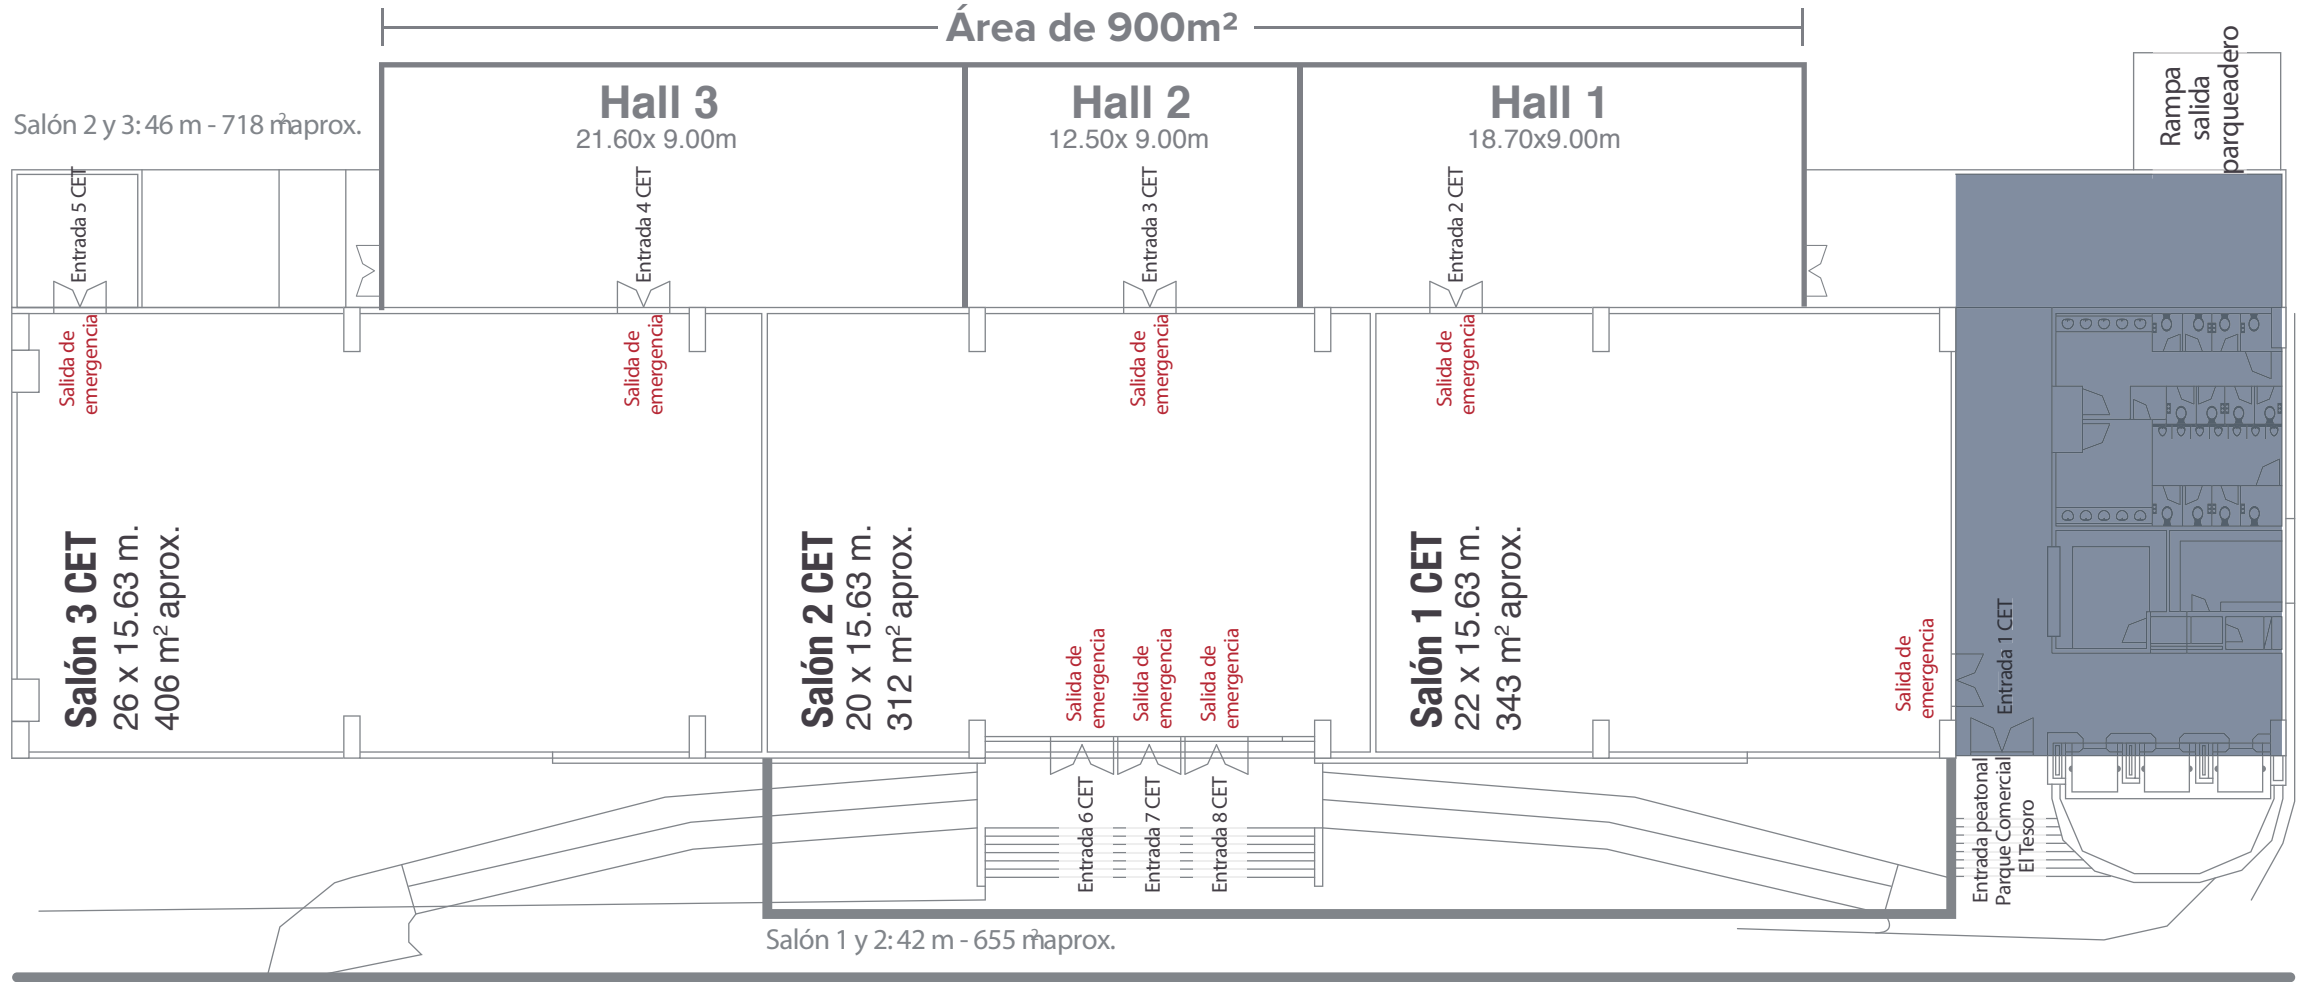 Área de 900m²
Rampa
salida
parqueadero
Hall 3
21.60x 9.00m
Hall 2
12.50x 9.00m
Hall 1
18.70x9.00m
Salón 2 y 3: 46 m - 718 m² aprox.
Entrada 5 CET
Entrada 4 CET
Entrada 3 CET
Entrada 2 CET
Salida de
emergencia
Salida de
emergencia
Salida de
emergencia
Salida de
emergencia
Salón 3 CET
26 x 15.63 m.
406 m² aprox.
Salón 2 CET
20 x 15.63 m.
312 m² aprox.
Salón 1 CET
22 x 15.63 m.
343 m² aprox.
Salida de
emergencia
Salida de
emergencia
Salida de
emergencia
Salida de
emergencia
Entrada 1 CET
Entrada 6 CET
Entrada 7 CET
Entrada 8 CET
Entrada peatonal
Parque Comercial
El Tesoro
Salón 1 y 2: 42 m - 655 m² aprox.